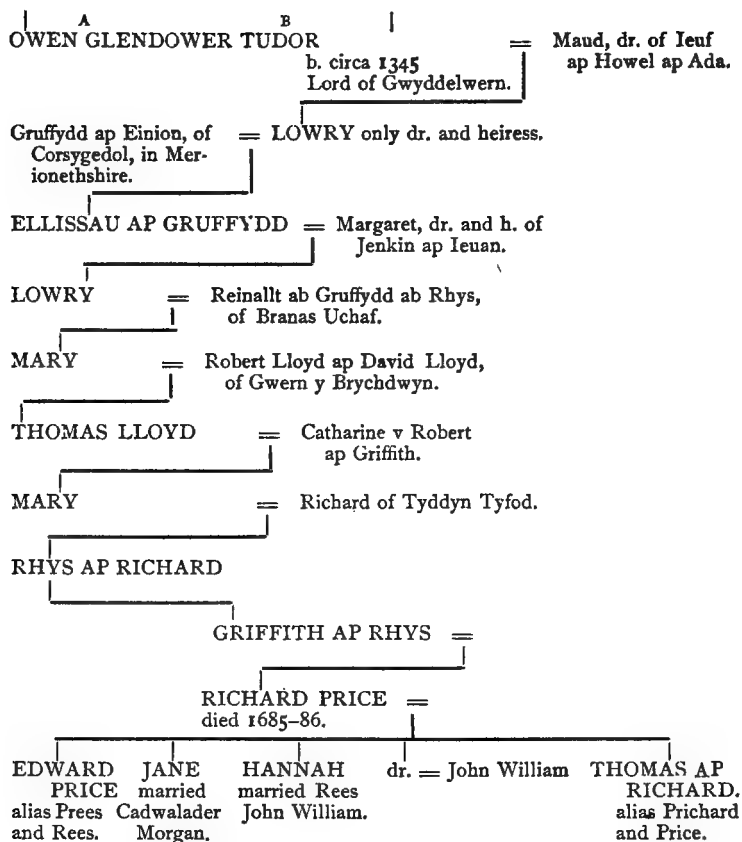 A B
OWEN GLENDOWER TUDOR = Maud, dr. of Ieuf
b. circa 1345 ap Howel ap Ada.
Lord of Gwyddelwern.
Gruffydd ap Einion, of = LOWRY only dr. and heiress.
Corsygedol, in Mer-
ionethshire.
ELLISSAU AP GRUFFYDD = Margaret, dr. and h. of
Jenkin ap Ieuan.
LOWRY = Reinallt ab Gruffydd ab Rhys,
of Branas Uchaf.
MARY = Robert Lloyd ap David Lloyd,
of Gwern y Brychdwyn.
THOMAS LLOYD = Catharine v Robert
ap Griffith.
MARY = Richard of Tyddyn Tyfod.
RHYS AP RICHARD
GRIFFITH AP RHYS =
RICHARD PRICE =
died 1685-86.
EDWARD JANE HANNAH dr. = John William THOMAS AP
PRICE married married Rees RICHARD.
alias Prees Cadwalader John William. alias Prichard
and Rees. Morgan. and Price.